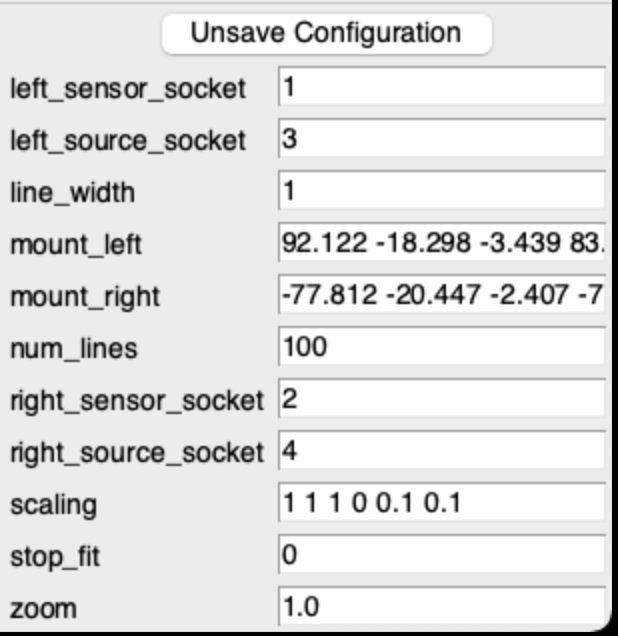 Unsave Configuration
left_sensor_socket 1
left_source_socket 3
line_width 1
mount_left 92.122 -18.298 -3.439 83.
mount_right -77.812 -20.447 -2.407 -7
num_lines 100
right_sensor_socket 2
right_source_socket 4
scaling 1 1 1 0 0.1 0.1
stop_fit 0
zoom 1.0